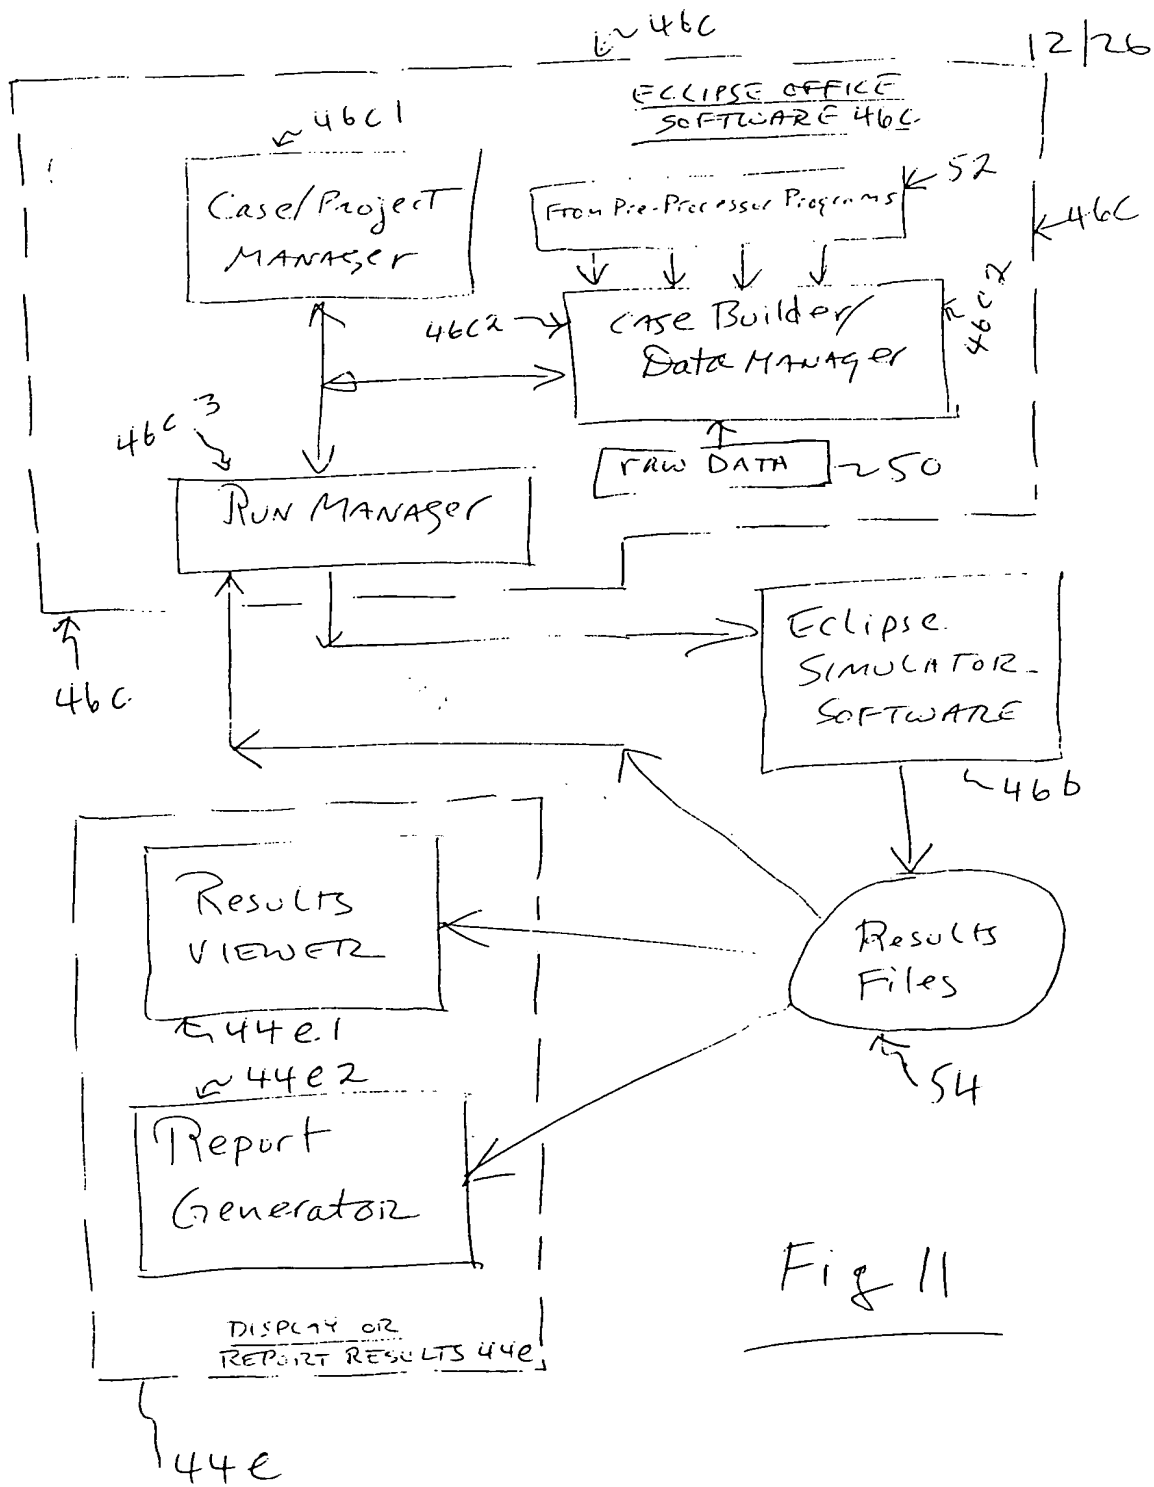 46C
12/26
ECLIPSE OFFICE
SOFTWARE 46C
46C1
52
Case/Project
MANAGER
From Pre-Processor Programs
46C
46C2
46C2
CASE Builder/
Data MANAGER
46C3
raw DATA
50
RUN MANAGER
Eclipse
SIMULATOR
SOFTWARE
46C
46b
Results
VIEWER
Results
Files
44e.1
44e2
54
Report
Generator
Fig 11
DISPLAY OR
REPORT RESULTS 44e
44e